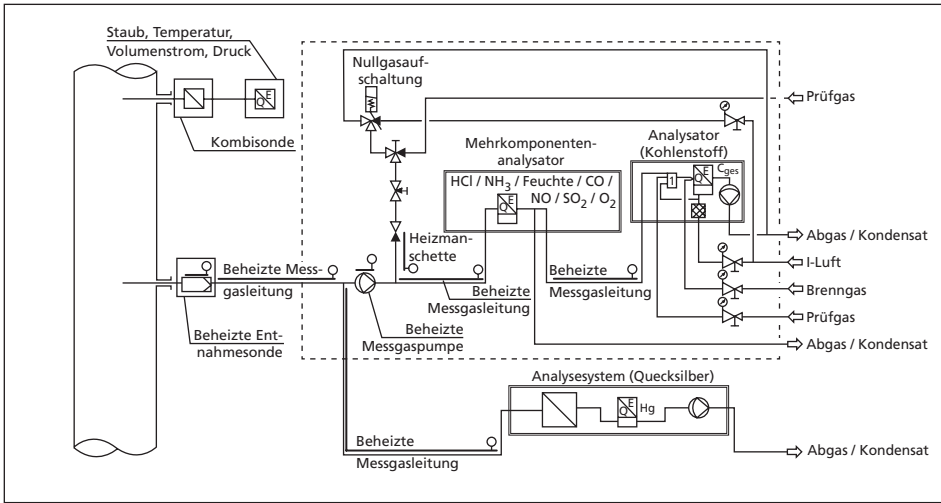 Staub, Temperatur,
Volumenstrom, Druck
E
Q
Kombisonde
Nullgasauf-
schaltung
Prüfgas
Mehrkomponenten-
analysator
HCl / NH3 / Feuchte / CO /
NO / SO2 / O2
E
Q
Analysator
(Kohlenstoff)
1
E
Q
Cges
Heizman-
schette
Abgas / Kondensat
I-Luft
Brenngas
Prüfgas
Abgas / Kondensat
Beheizte Mess-
gasleitung
Beheizte
Messgasleitung
Beheizte
Messgasleitung
Beheizte Ent-
nahmesonde
Beheizte
Messgaspumpe
Analysesystem (Quecksilber)
E
Q
Hg
Beheizte
Messgasleitung
Abgas / Kondensat